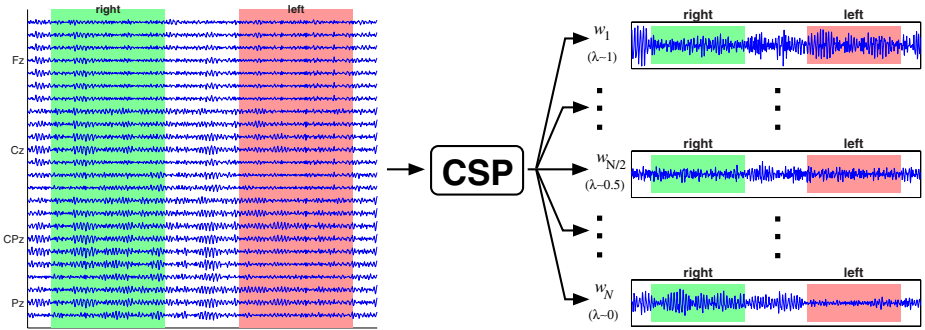 right left
Fz
Cz
CPz
Pz
CSP
w1
(λ~1)
right left
wN/2
(λ~0.5)
right left
wN
(λ~0)
right left